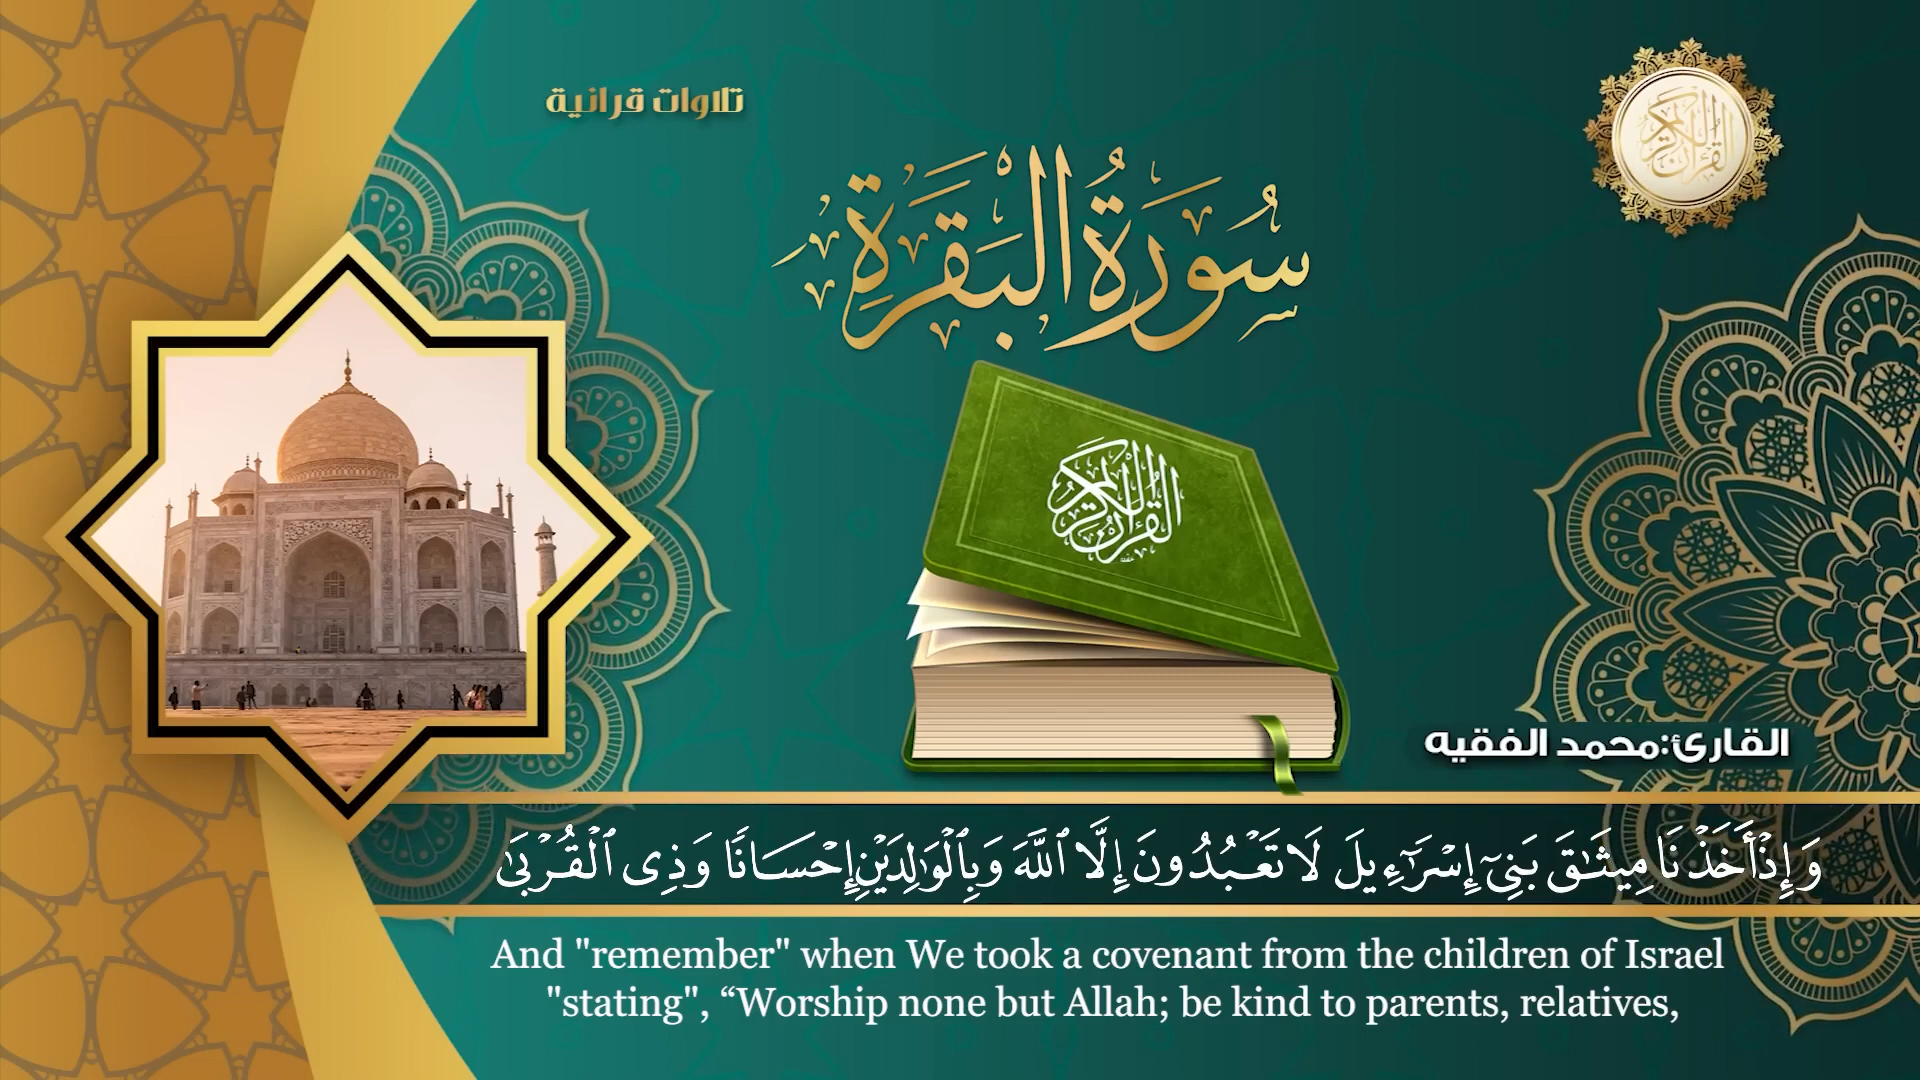 تلاوات قرانية
القرآن الكريم
سُورَةُ البَقَرَةِ
القرآن الكريم
القارئ:محمد الفقيه
وَإِذْ أَخَذْنَا مِيثَٰقَ بَنِىٓ إِسْرَٰٓءِيلَ لَا تَعْبُدُونَ إِلَّا ٱللَّهَ وَبِٱلْوَٰلِدَيْنِ إِحْسَانًا وَذِى ٱلْقُرْبَىٰ
And "remember" when We took a covenant from the children of Israel
"stating", “Worship none but Allah; be kind to parents, relatives,